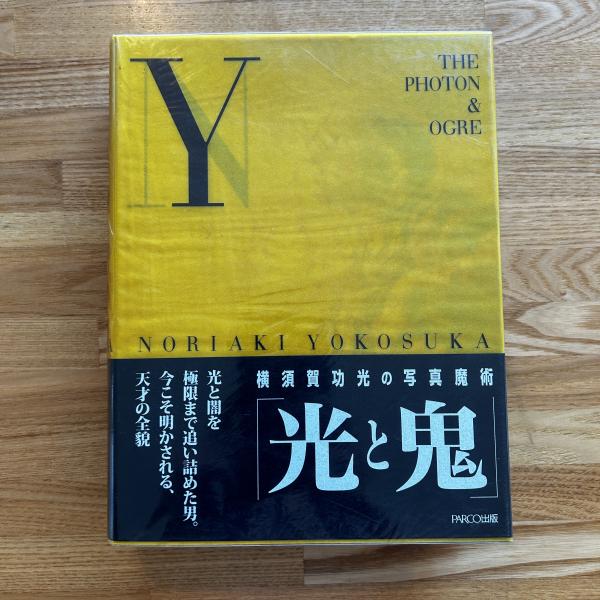 Y
N
THE
PHOTON
&
OGRE
NORIAKI YOKOSUKA
横須賀功光の写真魔術
「光と鬼」
光と闇を
極限まで追い詰めた男。
今こそ明かされる、
天才の全貌
PARCO出版